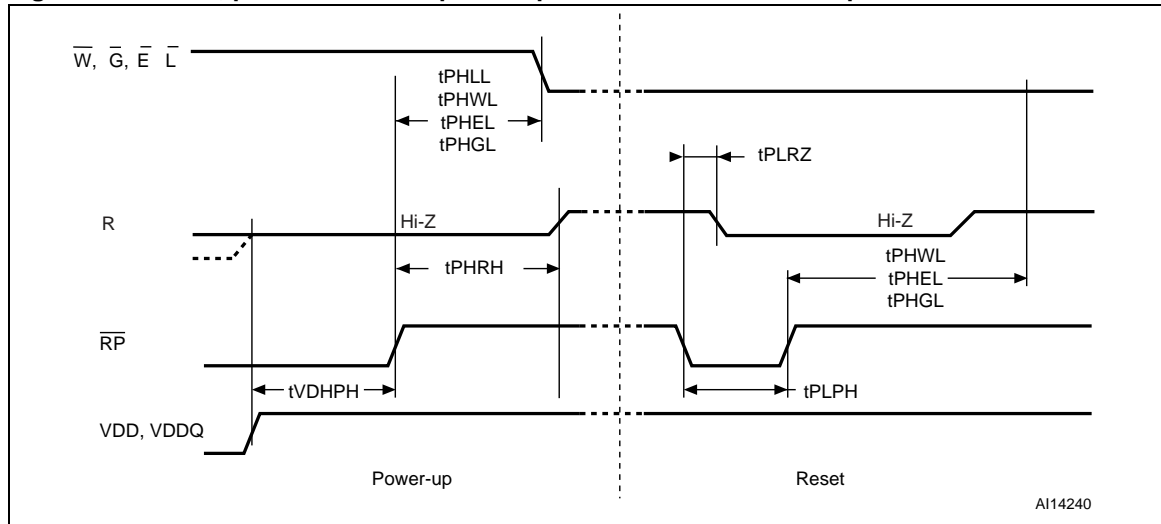 W, G, E L
tPHLL
tPHWL
tPHEL
tPHGL
tPLRZ
R
Hi-Z
Hi-Z
tPHRH
tPHWL
tPHEL
tPHGL
RP
tVDHPH
tPLPH
VDD, VDDQ
Power-up
Reset
AI14240